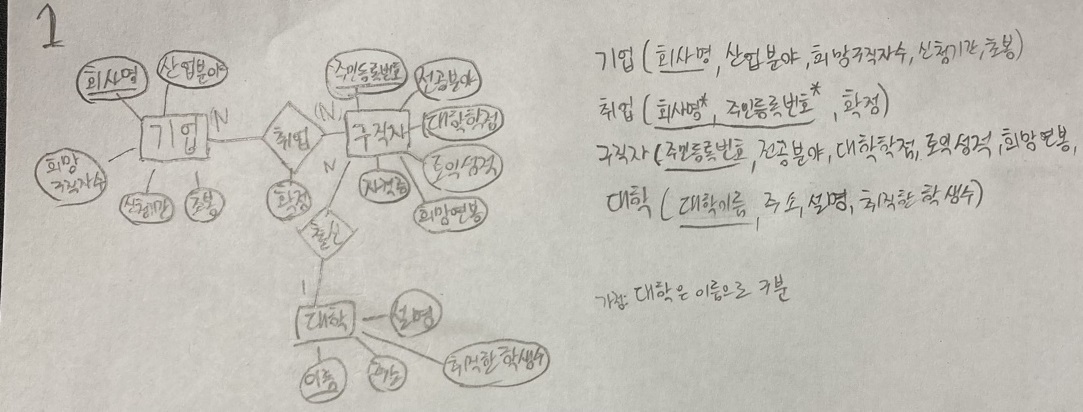 1
회사명 산업분야
주민등록번호 전공분야
기업 N 취업 N 구직자 대학학점
N
토익성적
희망
구직자수
신청기간 초봉 확정 자격증 희망연봉
출신
1
대학 설명
이름 주소 취직한 학생수
기업 (회사명, 산업분야, 희망구직자수, 신청기간, 초봉)
취업 (회사명*, 주민등록번호*, 확정)
구직자 (주민등록번호, 전공분야, 대학학점, 토익성적, 희망연봉,
대학 (대학이름, 주소, 설명, 취직한 학생수)
가정: 대학은 이름으로 구분